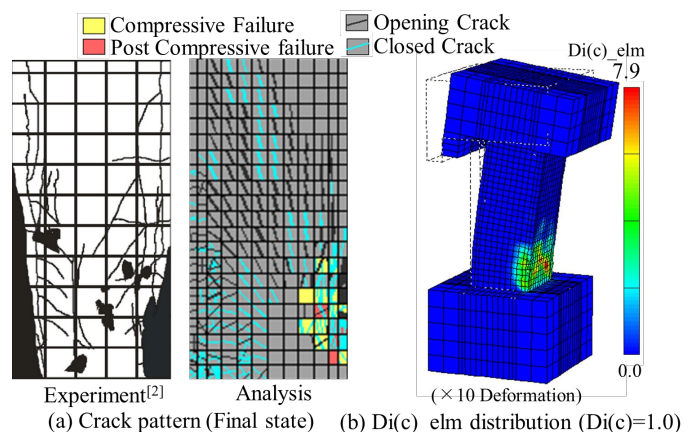 Compressive Failure
Post Compressive failure
Opening Crack
Closed Crack
Di(c)_elm
7.9
0.0
Experiment[2]
Analysis
(×10 Deformation)
(a) Crack pattern (Final state)
(b) Di(c)_elm distribution (Di(c)=1.0)